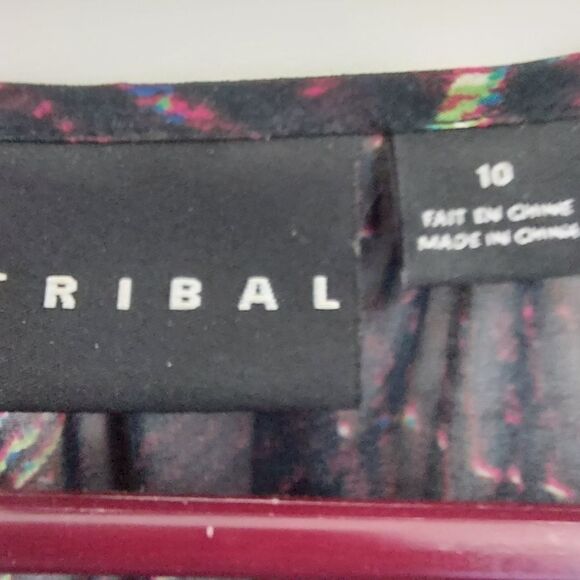 TRIBAL
10
FAIT EN CHINE
MADE IN CHINA